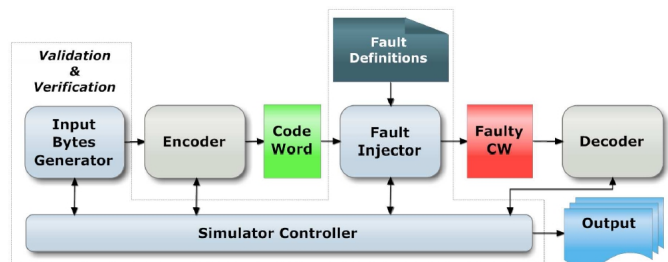 Validation
&
Verification
Fault
Definitions
Input
Bytes
Generator
Encoder
Code
Word
Fault
Injector
Faulty
CW
Decoder
Simulator Controller
Output